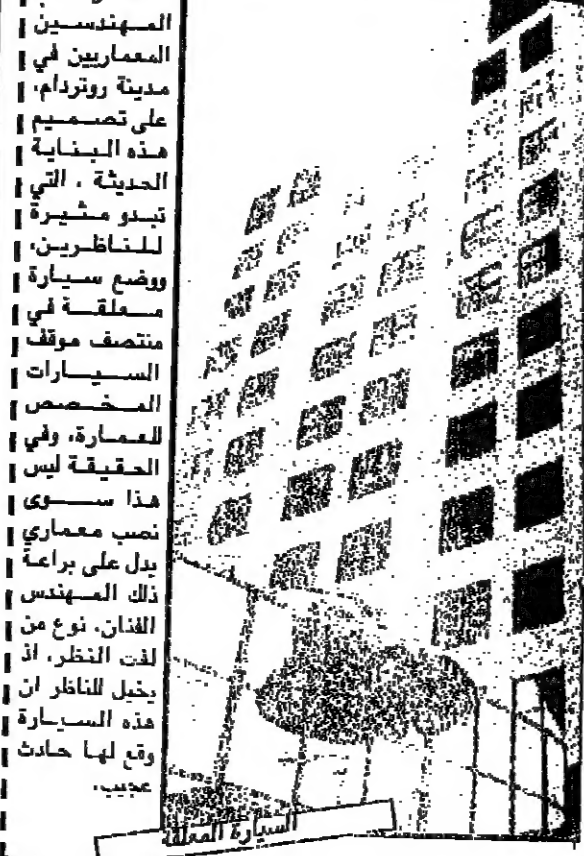 المهندسين
المعماريين في
مدينة روتردام،
على تصميم
هذه البناية
الحديثة ، التي
تبدو مثيرة
للناظرين،
ووضع سيارة
معلقة في
منتصف موقف
السيارات
المخصص
للعمارة، وفي
الحقيقة ليس
هذا سوى
نصب معماري
يدل على براعة
ذلك المهندس
الفنان، نوع من
لفت النظر، اذ
يخيل للناظر ان
هذه السيارة
وقع لها حادث
عجيب.
السيارة المعلقة